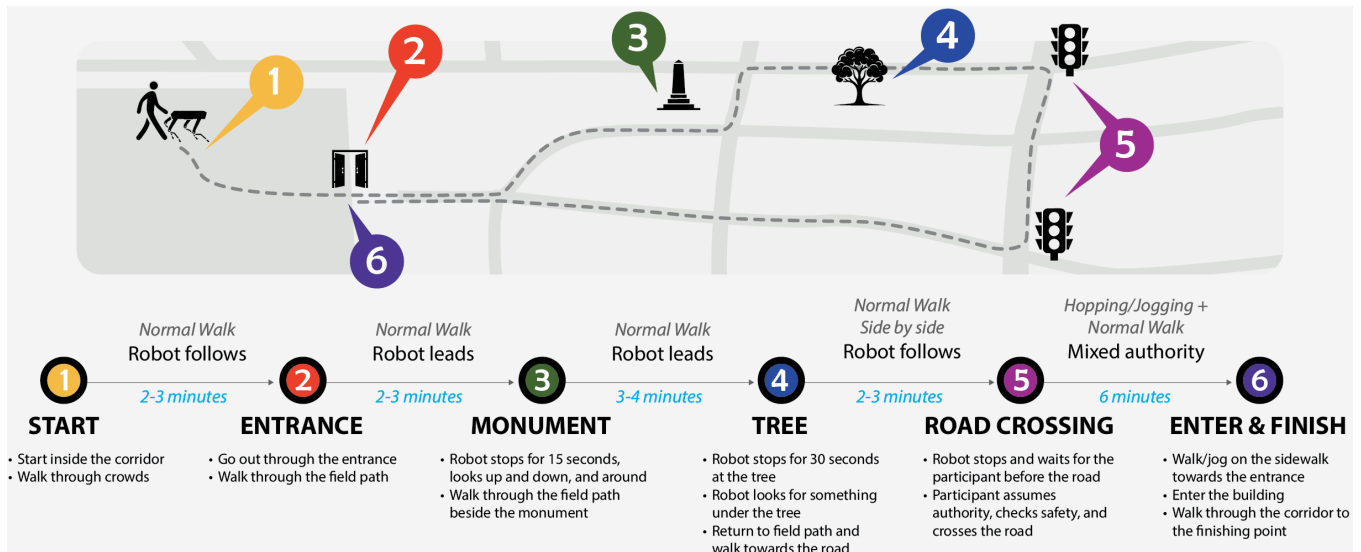 1
2
3
4
5
6
Normal Walk
Robot follows
2-3 minutes
Normal Walk
Robot leads
2-3 minutes
Normal Walk
Robot leads
3-4 minutes
Normal Walk
Side by side
Robot follows
2-3 minutes
Hopping/Jogging +
Normal Walk
Mixed authority
6 minutes
1
START
• Start inside the corridor
• Walk through crowds
2
ENTRANCE
• Go out through the entrance
• Walk through the field path
3
MONUMENT
• Robot stops for 15 seconds,
looks up and down, and around
• Walk through the field path
beside the monument
4
TREE
• Robot stops for 30 seconds
at the tree
• Robot looks for something
under the tree
• Return to field path and
walk towards the road
5
ROAD CROSSING
• Robot stops and waits for the
participant before the road
• Participant assumes
authority, checks safety, and
crosses the road
6
ENTER & FINISH
• Walk/jog on the sidewalk
towards the entrance
• Enter the building
• Walk through the corridor to
the finishing point